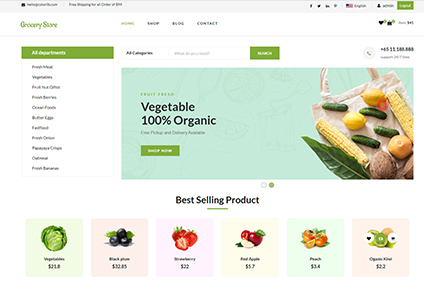 hello@colorlib.com
Free Shipping for all Order of $99
English
admin
Logout
Grocery Store
HOME
SHOP
BLOG
CONTACT
Item: $41
All departments
All Categories
What do you need?
SEARCH
+65 11.188.888
support 24/7 time
Fresh Meat
Vegetables
Fruit Nut Gifts
Fresh Berries
Ocean Foods
Butter Eggs
Fastfood
Fresh Onion
Papayaya Crisps
Oatmeal
Fresh Bananas
FRUIT FRESH
Vegetable
100% Organic
Free Pickup and Delivery Available
SHOP NOW
Best Selling Product
Vegetables
$21.8
Black plum
$32.85
Strawberry
$22
Red Apple
$5.7
Peach
$3.4
Oganic Kiwi
$2.2